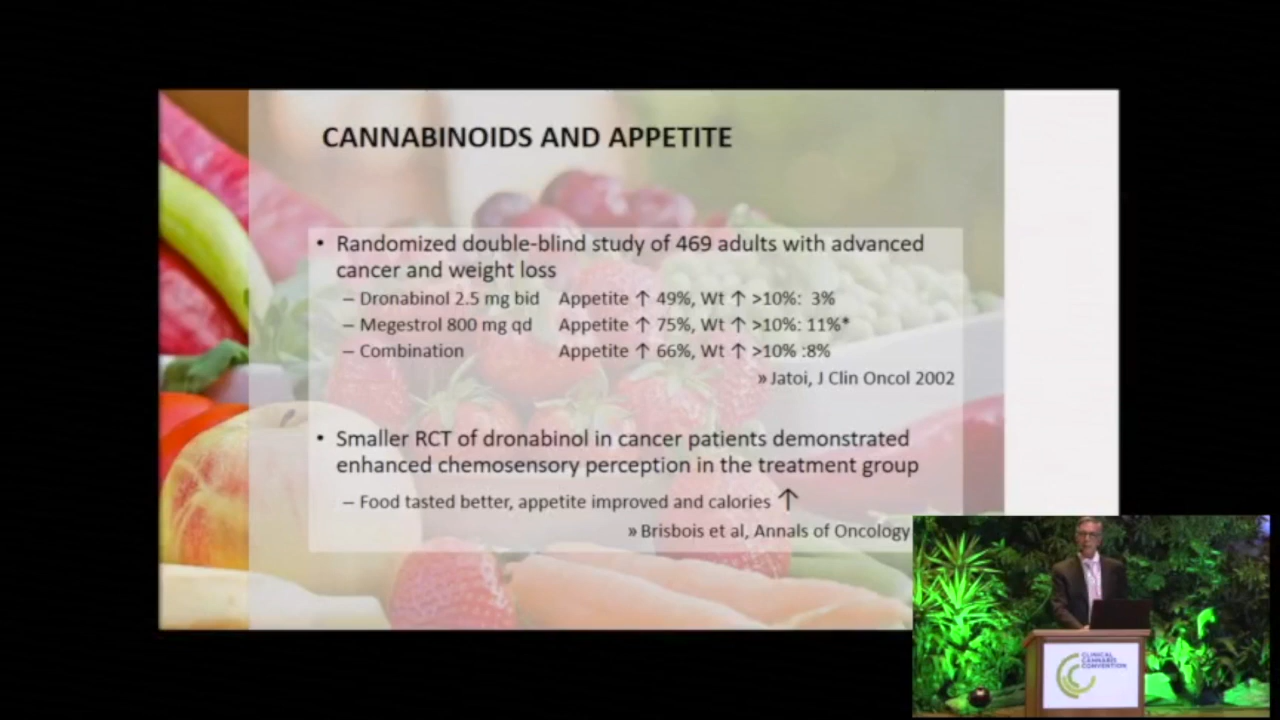 CANNABINOIDS AND APPETITE
• Randomized double-blind study of 469 adults with advanced
cancer and weight loss
– Dronabinol 2.5 mg bid Appetite ↑ 49%, Wt ↑ >10%: 3%
– Megestrol 800 mg qd Appetite ↑ 75%, Wt ↑ >10%: 11%*
– Combination Appetite ↑ 66%, Wt ↑ >10% :8%
» Jatoi, J Clin Oncol 2002
• Smaller RCT of dronabinol in cancer patients demonstrated
enhanced chemosensory perception in the treatment group
– Food tasted better, appetite improved and calories ↑
» Brisbois et al, Annals of Oncology
CLINICAL
CANNABIS
CONVENTION